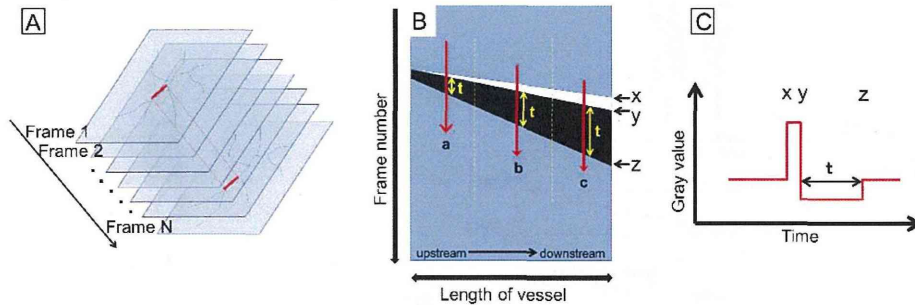 A
Frame 1
Frame 2
Frame N
B
Frame number
t
t
t
a
b
c
x
y
z
upstream
downstream
Length of vessel
C
x y
z
t
Gray value
Time